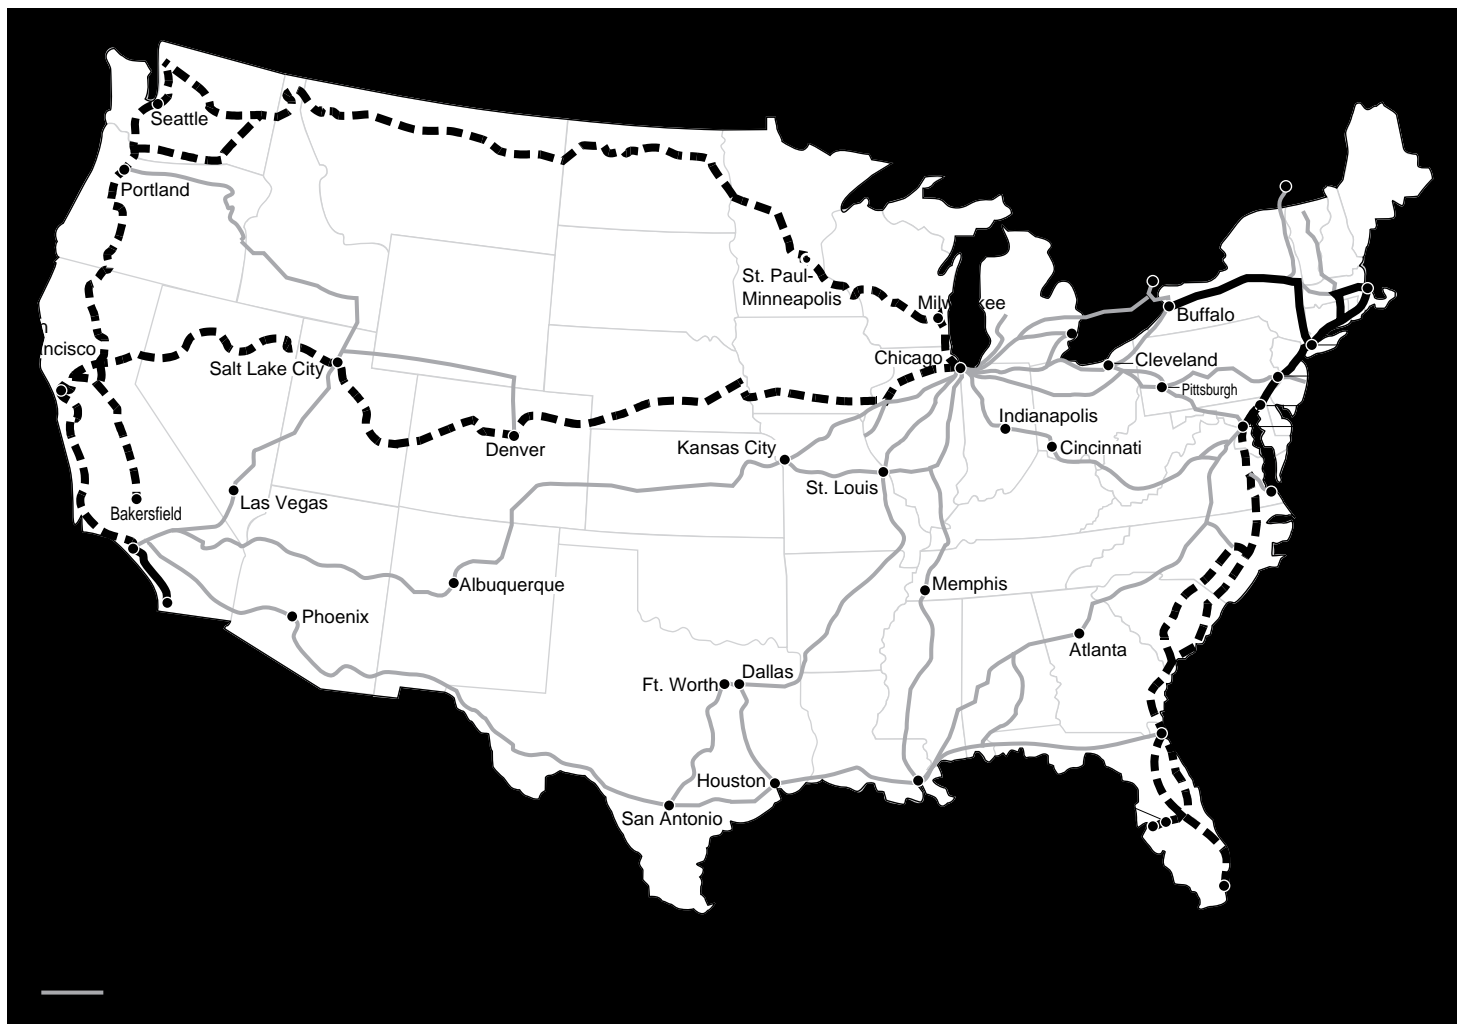 Seattle
Portland
St. Paul-
Minneapolis
Buffalo
ncisco
Chicago
Cleveland
Salt Lake City
Pittsburgh
Indianapolis
Denver
Kansas City
Cincinnati
St. Louis
Las Vegas
Bakersfield
Albuquerque
Memphis
Phoenix
Atlanta
Ft. Worth
Dallas
Houston
San Antonio